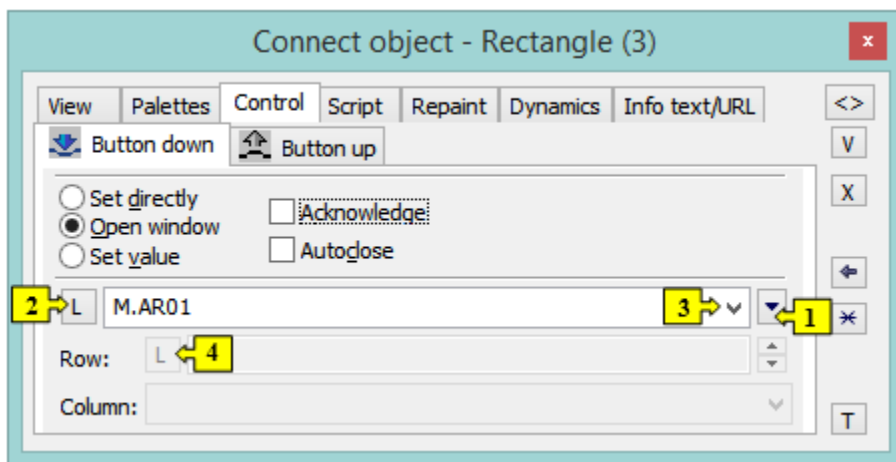 Connect object - Rectangle (3)
x
View Palettes Control Script Repaint Dynamics Info text/URL <>
Button down Button up V
Set directly Acknowledge X
Open window
Set value Autoclose
2 L M.AR01 3 1
Row: L 4
Column:
T